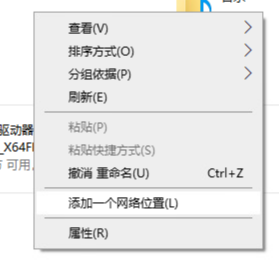 查看(V)
排序方式(O)
分组依据(P)
刷新(E)
粘贴(P)
粘贴快捷方式(S)
撤消 重命名(U) Ctrl+Z
添加一个网络位置(L)
属性(R)
驱动器
_X64F
可用